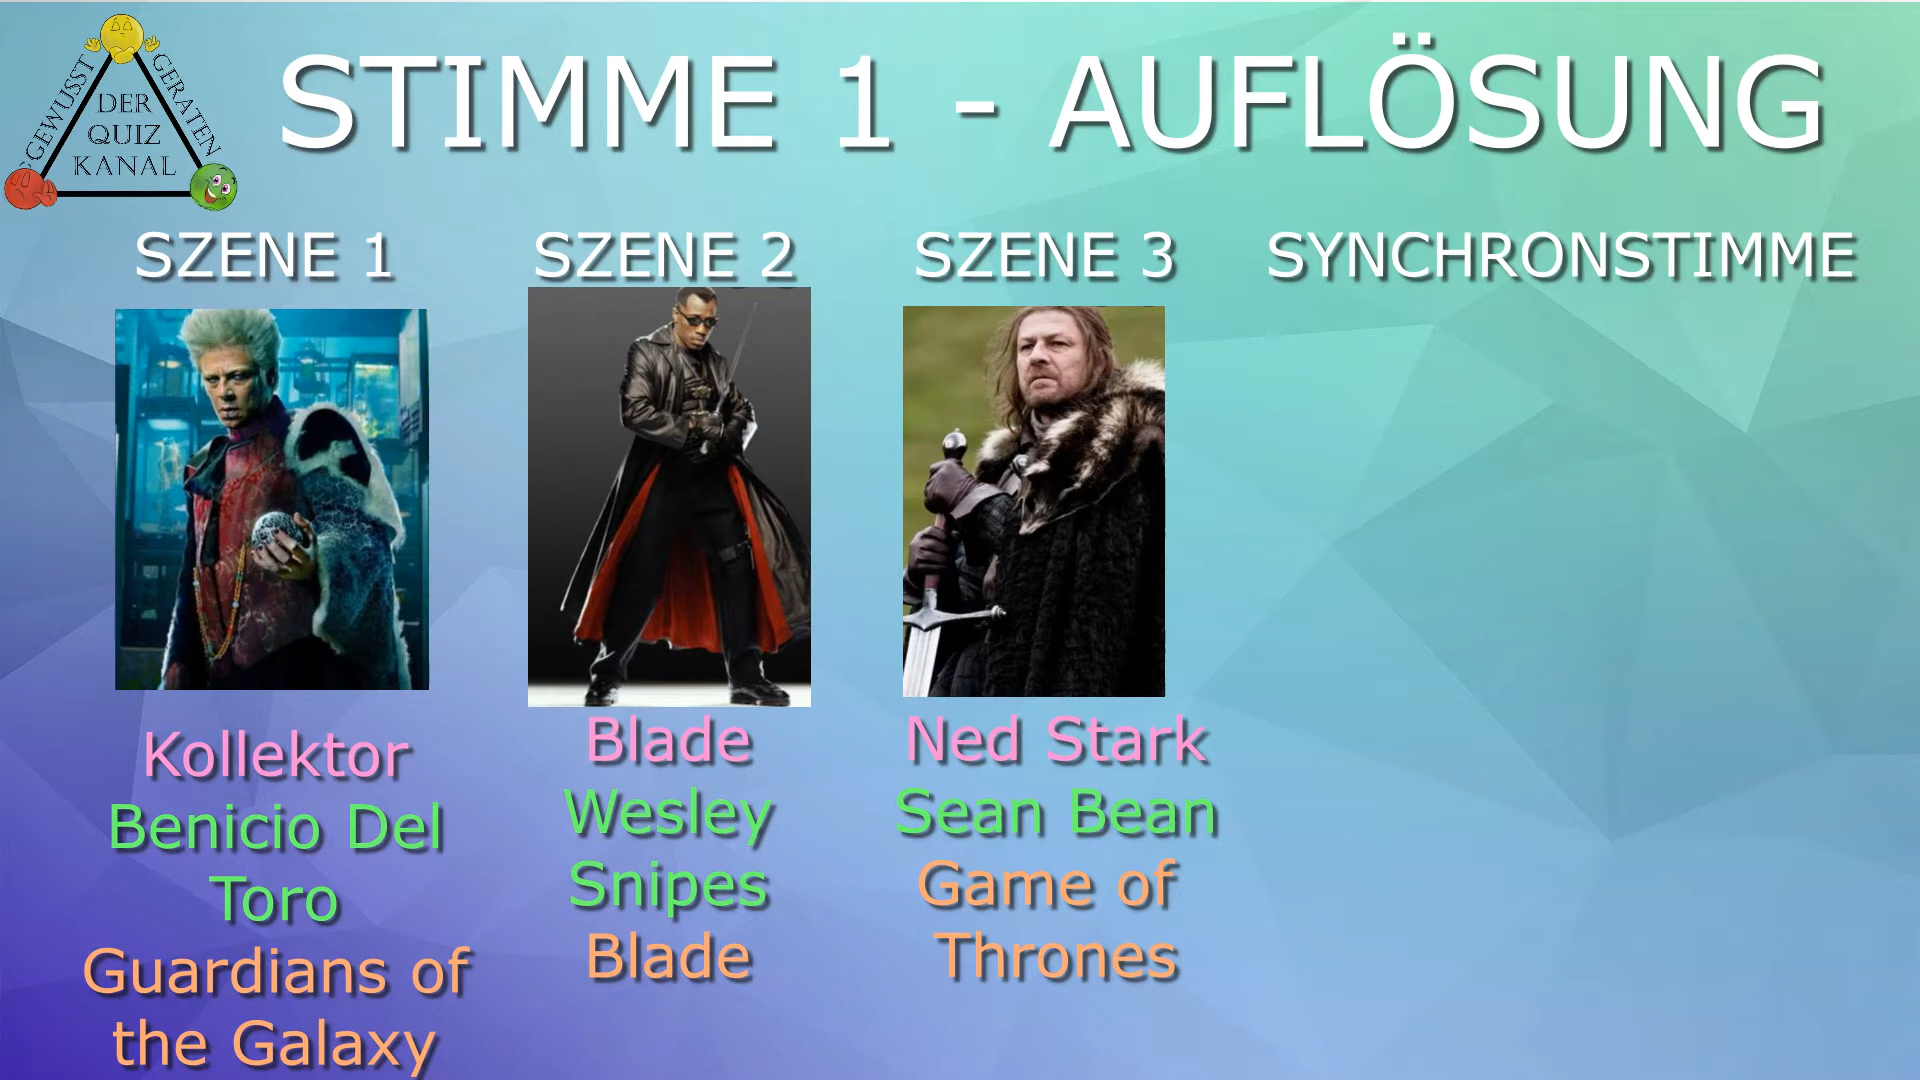 GEWUSST
GERATEN
DER
QUIZ
KANAL
STIMME 1 - AUFLÖSUNG
SZENE 1
SZENE 2
SZENE 3
SYNCHRONSTIMME
Kollektor
Benicio Del
Toro
Guardians of
the Galaxy
Blade
Wesley
Snipes
Blade
Ned Stark
Sean Bean
Game of
Thrones